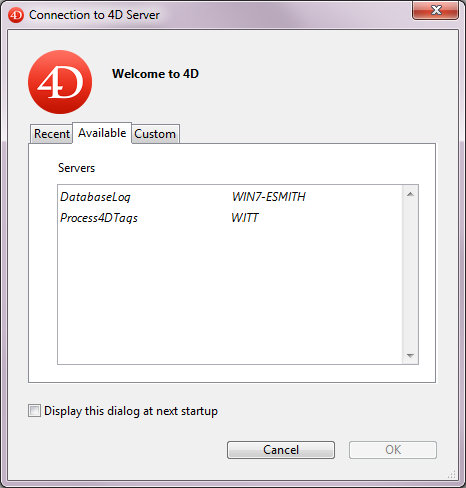 4D Connection to 4D Server
4D Welcome to 4D
Recent Available Custom
Servers
DatabaseLog WIN7-ESMITH
Process4DTags WITT
Display this dialog at next startup
Cancel OK